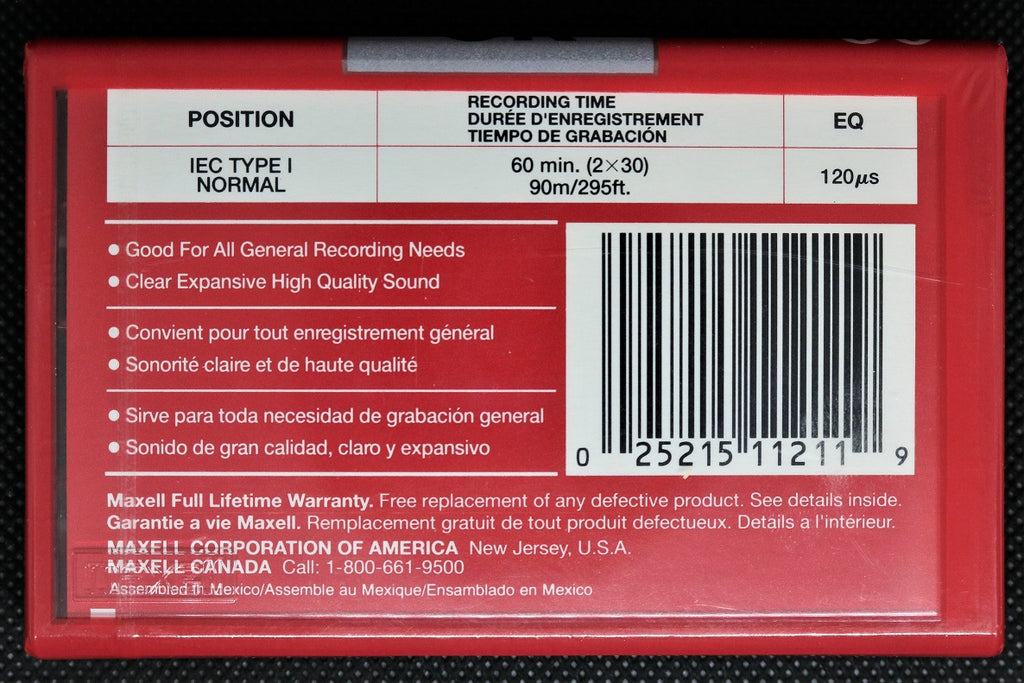 POSITION
RECORDING TIME
DURÉE D'ENREGISTREMENT
TIEMPO DE GRABACIÓN
EQ
IEC TYPE I
NORMAL
60 min. (2×30)
90m/295ft.
120µs
● Good For All General Recording Needs
● Clear Expansive High Quality Sound
● Convient pour tout enregistrement général
● Sonorité claire et de haute qualité
● Sirve para toda necesidad de grabación general
● Sonido de gran calidad, claro y expansivo
0 25215 11211 9
Maxell Full Lifetime Warranty. Free replacement of any defective product. See details inside.
Garantie a vie Maxell. Remplacement gratuit de tout produit defectueux. Details a l'intérieur.
MAXELL CORPORATION OF AMERICA New Jersey, U.S.A.
MAXELL CANADA Call: 1-800-661-9500
Assembled in Mexico/Assemble au Mexique/Ensamblado en Mexico